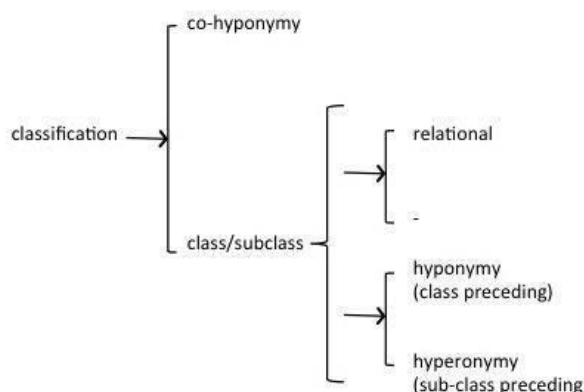 co-hyponymy
classification
relational
-
class/subclass
hyponymy
(class preceding)
hyperonymy
(sub-class preceding